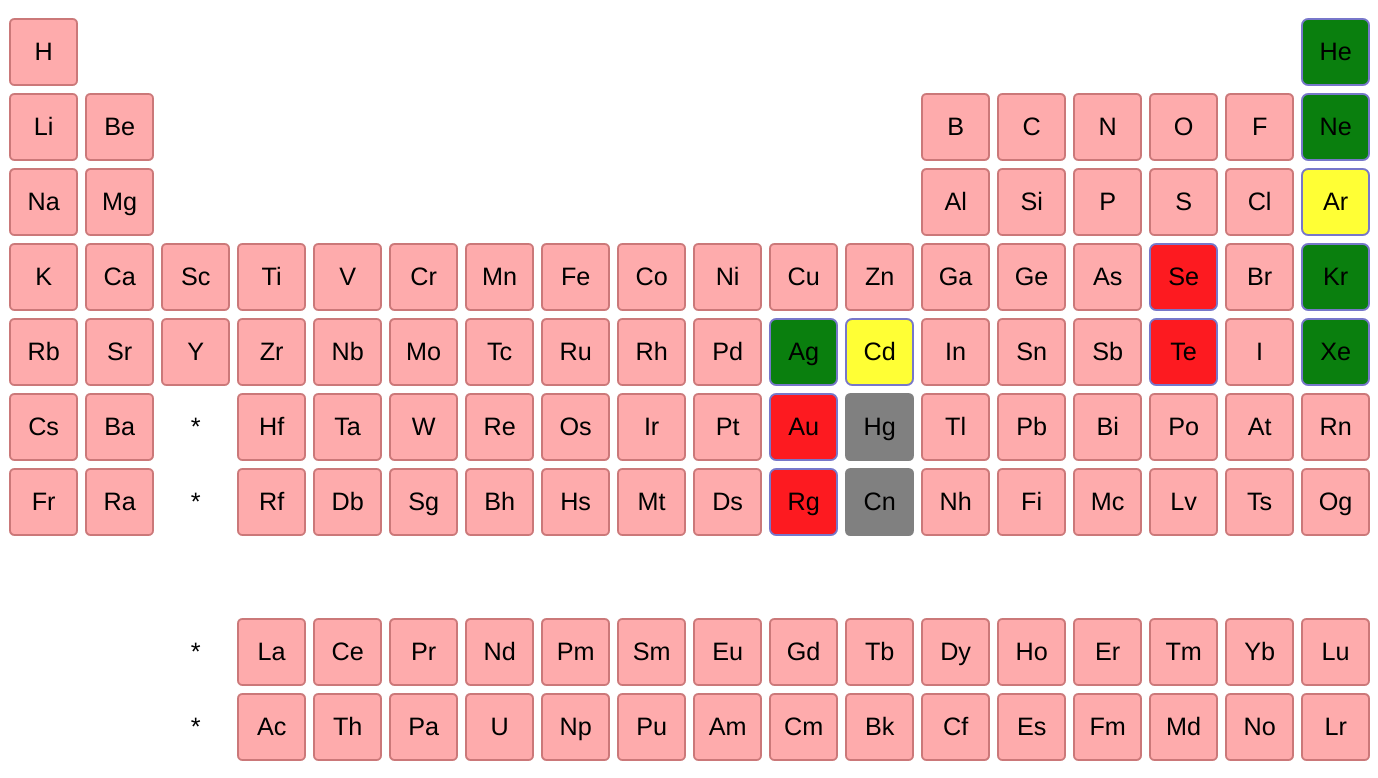 H He
Li Be B C N O F Ne
Na Mg Al Si P S Cl Ar
K Ca Sc Ti V Cr Mn Fe Co Ni Cu Zn Ga Ge As Se Br Kr
Rb Sr Y Zr Nb Mo Tc Ru Rh Pd Ag Cd In Sn Sb Te I Xe
Cs Ba * Hf Ta W Re Os Ir Pt Au Hg Tl Pb Bi Po At Rn
Fr Ra * Rf Db Sg Bh Hs Mt Ds Rg Cn Nh Fi Mc Lv Ts Og
* La Ce Pr Nd Pm Sm Eu Gd Tb Dy Ho Er Tm Yb Lu
* Ac Th Pa U Np Pu Am Cm Bk Cf Es Fm Md No Lr